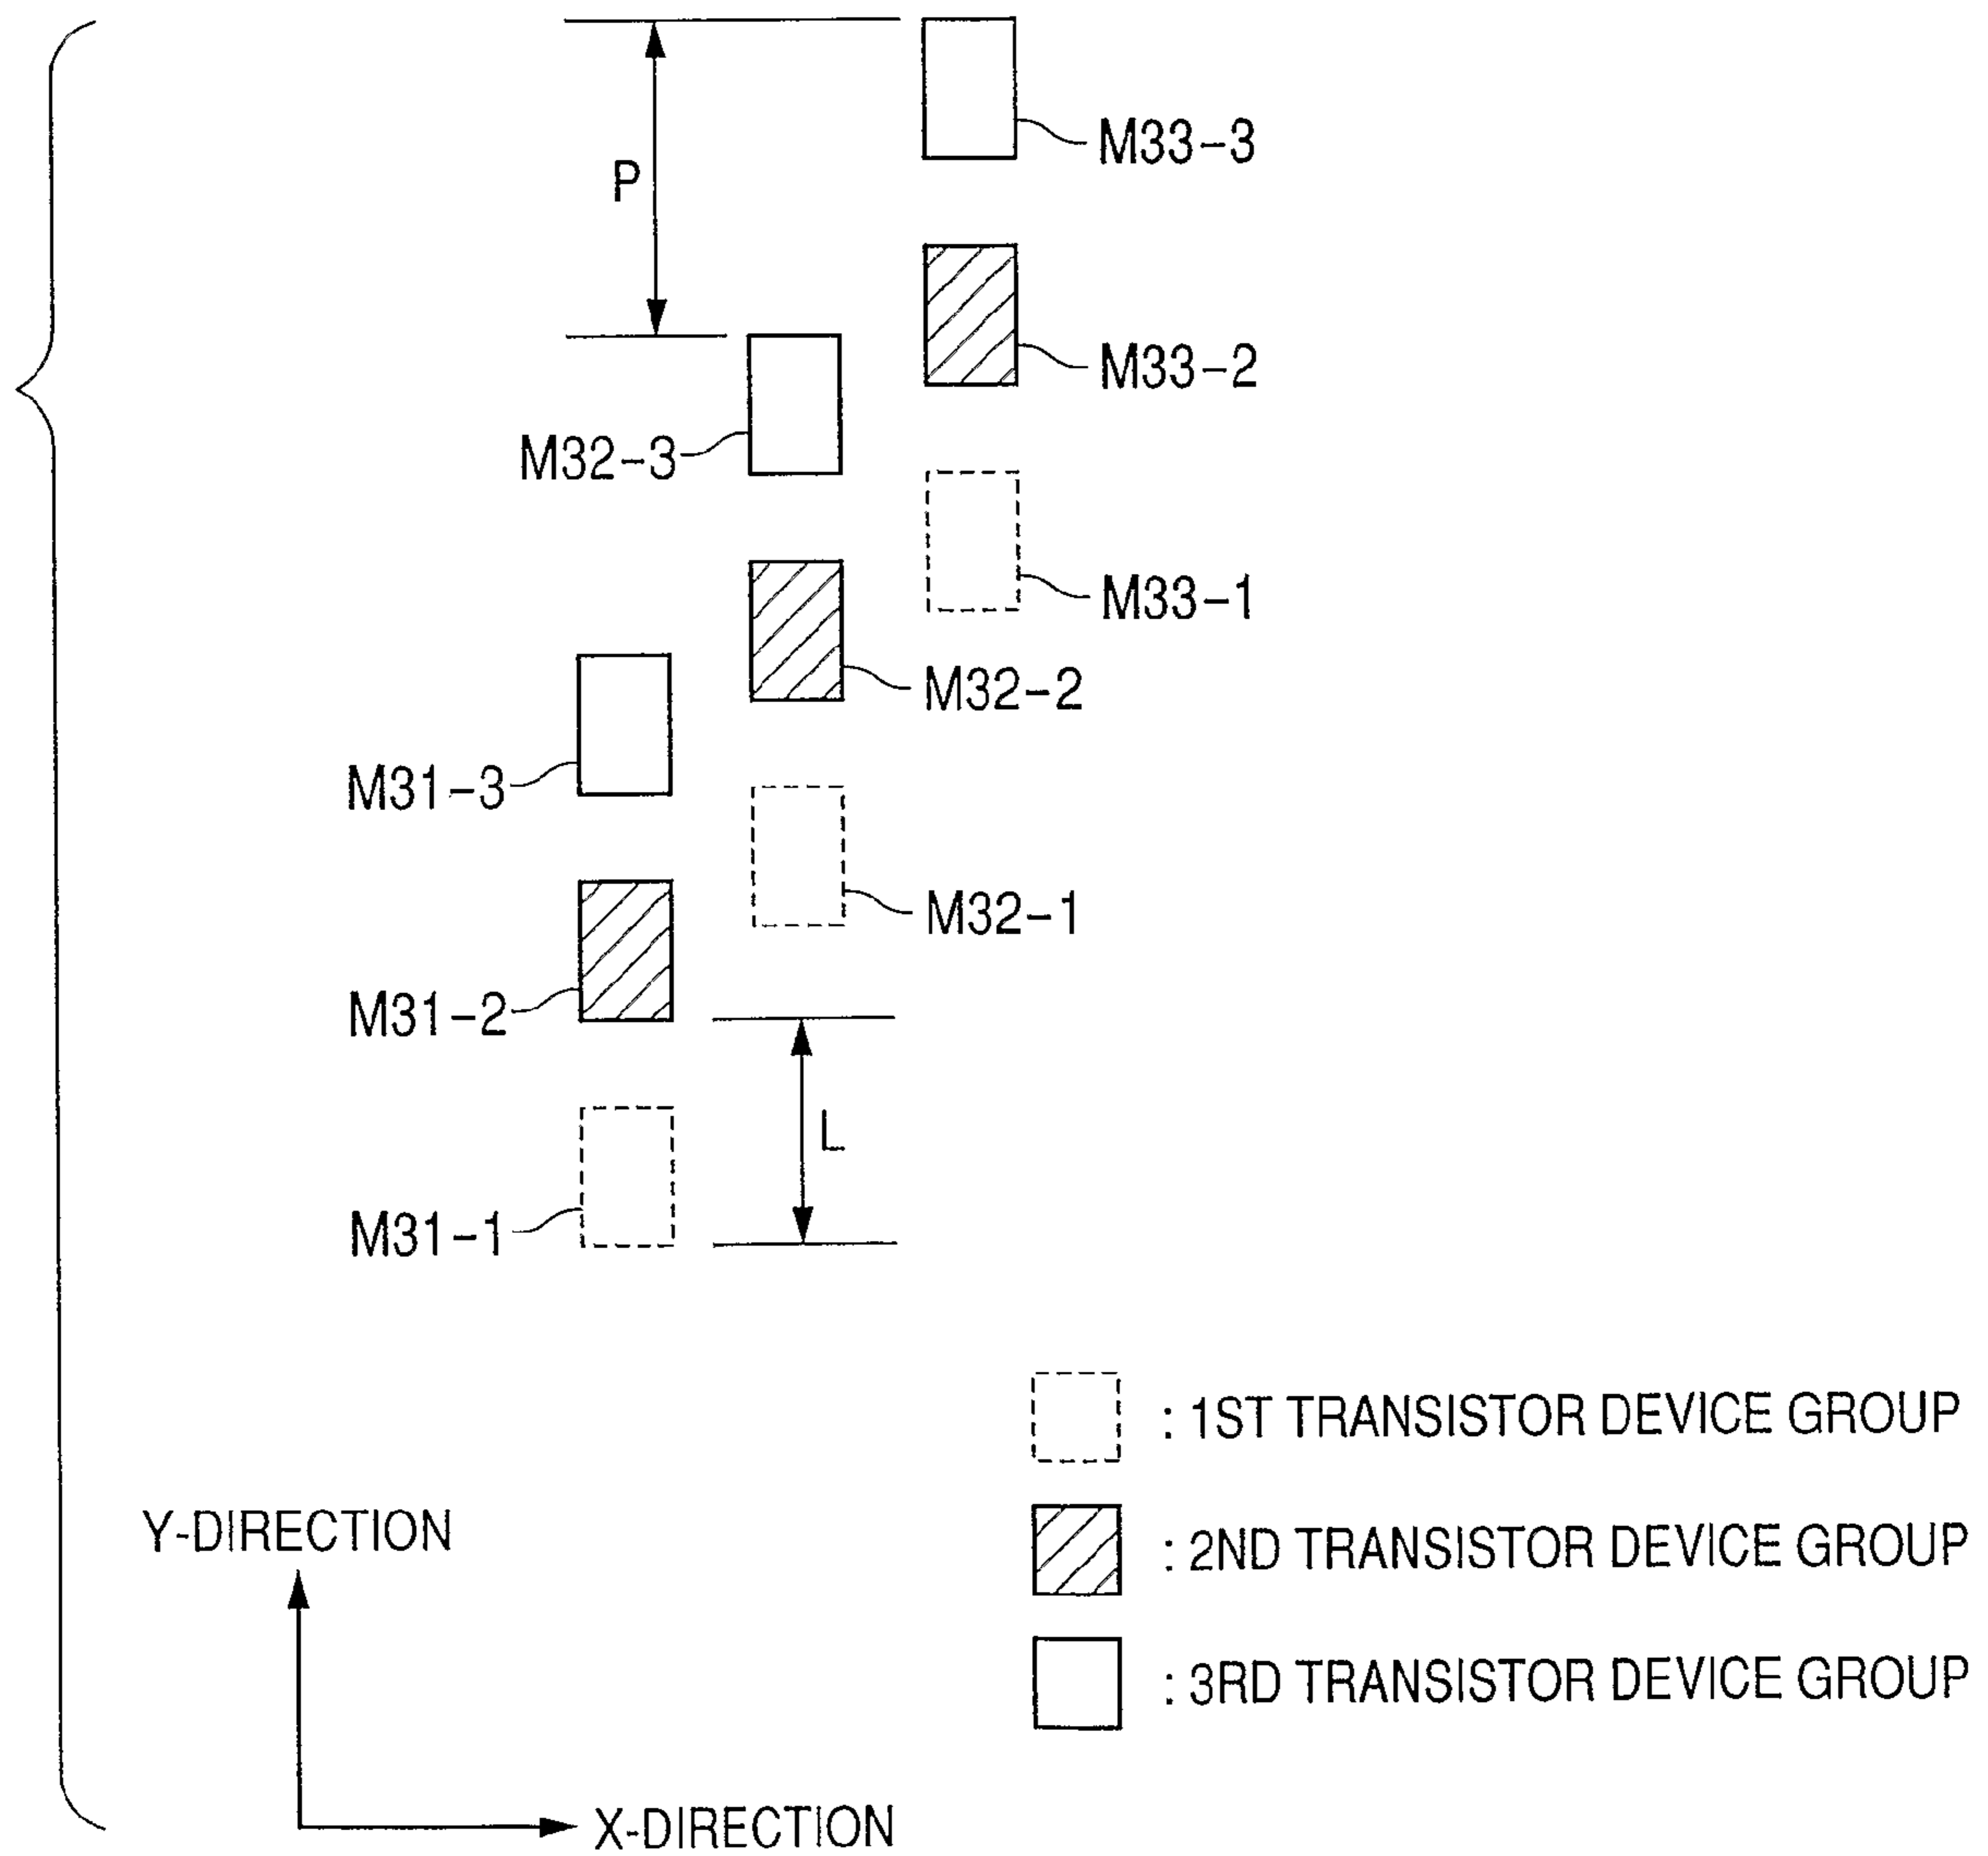 M33-3
P
M33-2
M32-3
M33-1
M32-2
M31-3
M32-1
M31-2
L
M31-1
: 1ST TRANSISTOR DEVICE GROUP
Y-DIRECTION
: 2ND TRANSISTOR DEVICE GROUP
: 3RD TRANSISTOR DEVICE GROUP
X-DIRECTION